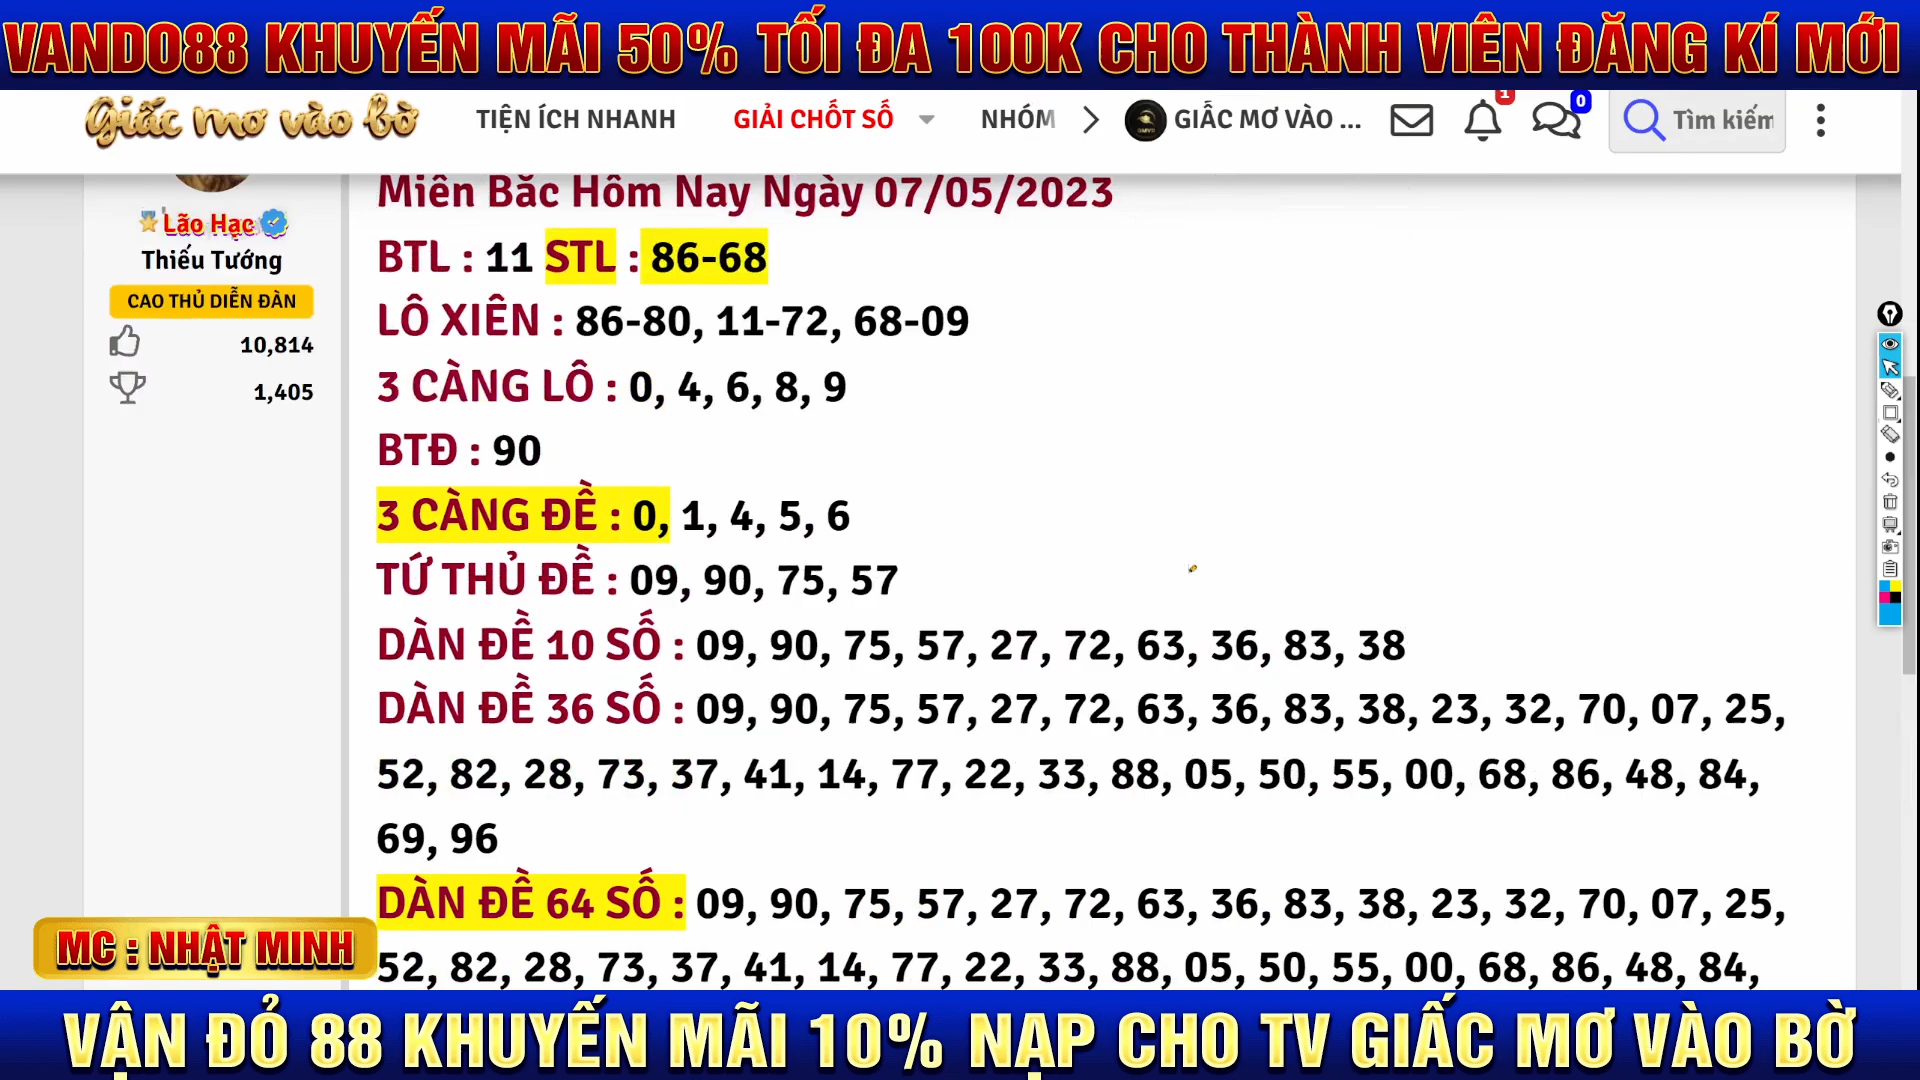 VANDO88 KHUYẾN MÃI 50% TỐI ĐA 100K CHO THÀNH VIÊN ĐĂNG KÍ MỚI
Giấc mơ vào bờ
TIỆN ÍCH NHANH
GIẢI CHỐT SỐ
NHÓM
GIẤC MƠ VÀO ...
1
0
Tìm kiếm
Lão Hạc
Thiếu Tướng
CAO THỦ DIỄN ĐÀN
10,814
1,405
Miền Bắc Hôm Nay Ngày 07/05/2023
BTL : 11 STL : 86-68
LÔ XIÊN : 86-80, 11-72, 68-09
3 CÀNG LÔ : 0, 4, 6, 8, 9
BTĐ : 90
3 CÀNG ĐỀ : 0, 1, 4, 5, 6
TỨ THỦ ĐỀ : 09, 90, 75, 57
DÀN ĐỀ 10 SỐ : 09, 90, 75, 57, 27, 72, 63, 36, 83, 38
DÀN ĐỀ 36 SỐ : 09, 90, 75, 57, 27, 72, 63, 36, 83, 38, 23, 32, 70, 07, 25,
52, 82, 28, 73, 37, 41, 14, 77, 22, 33, 88, 05, 50, 55, 00, 68, 86, 48, 84,
69, 96
DÀN ĐỀ 64 SỐ : 09, 90, 75, 57, 27, 72, 63, 36, 83, 38, 23, 32, 70, 07, 25,
52, 82, 28, 73, 37, 41, 14, 77, 22, 33, 88, 05, 50, 55, 00, 68, 86, 48, 84,
MC : NHẬT MINH
VẬN ĐỎ 88 KHUYẾN MÃI 10% NẠP CHO TV GIẤC MƠ VÀO BỜ